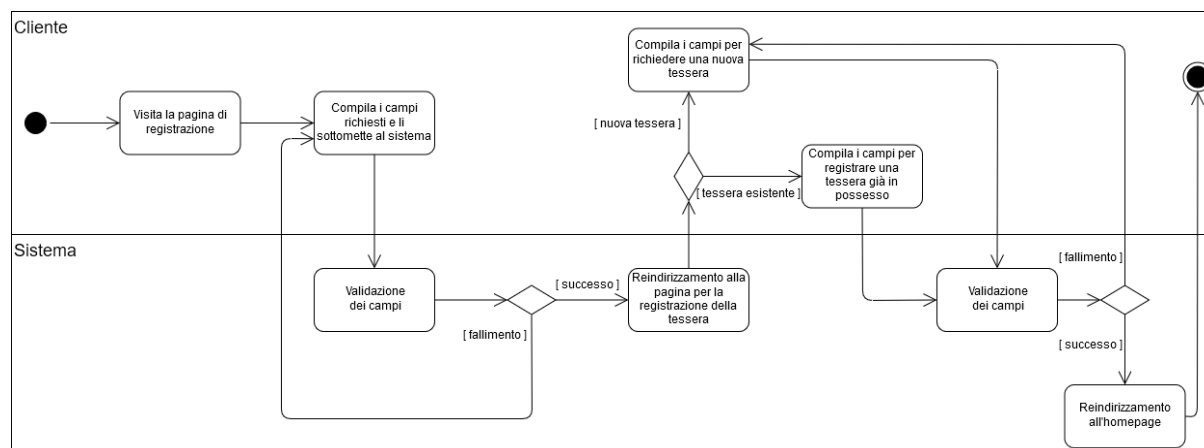 Cliente
Visita la pagina di
registrazione
Compila i campi
richiesti e li
sottomette al sistema
Compila i campi per
richiedere una nuova
tessera
[ nuova tessera ]
[ tessera esistente ]
Compila i campi per
registrare una
tessera già in
possesso
Sistema
Validazione
dei campi
[ successo ]
[ fallimento ]
Reindirizzamento alla
pagina per la
registrazione della
tessera
Validazione
dei campi
[ fallimento ]
[ successo ]
Reindirizzamento
all'homepage